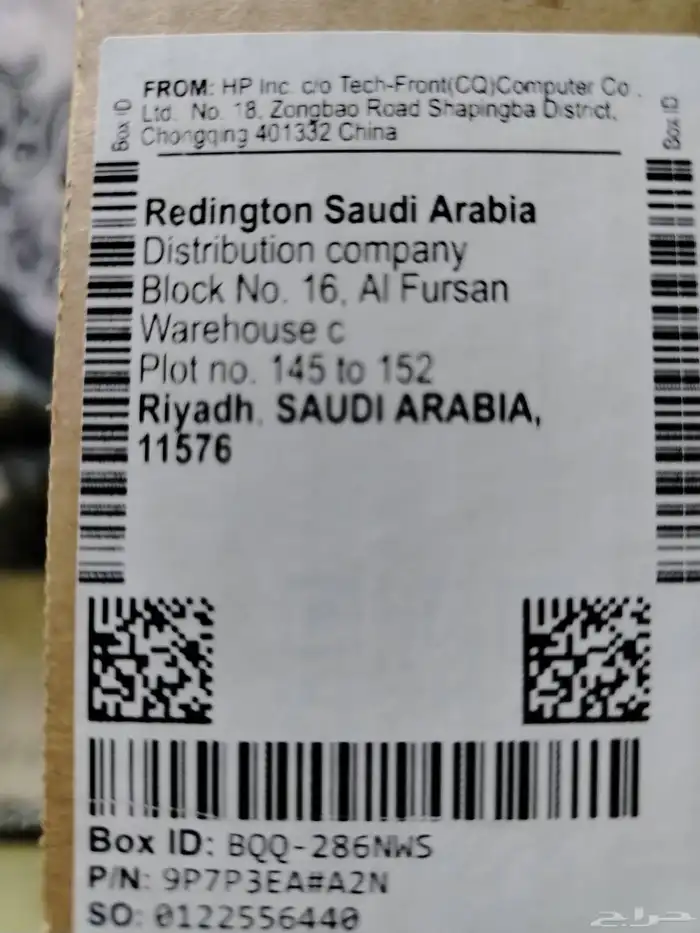 FROM: HP Inc. c/o Tech-Front(CQ)Computer Co.
Ltd. No. 18, Zongbao Road Shapingba District,
Chongqing 401332 China
Box ID
Box ID
Redington Saudi Arabia
Distribution company
Block No. 16, Al Fursan
Warehouse c
Plot no. 145 to 152
Riyadh, SAUDI ARABIA,
11576
Box ID: BQQ-286NWS
P/N: 9P7P3EA#A2N
SO: 0122556440
حراج